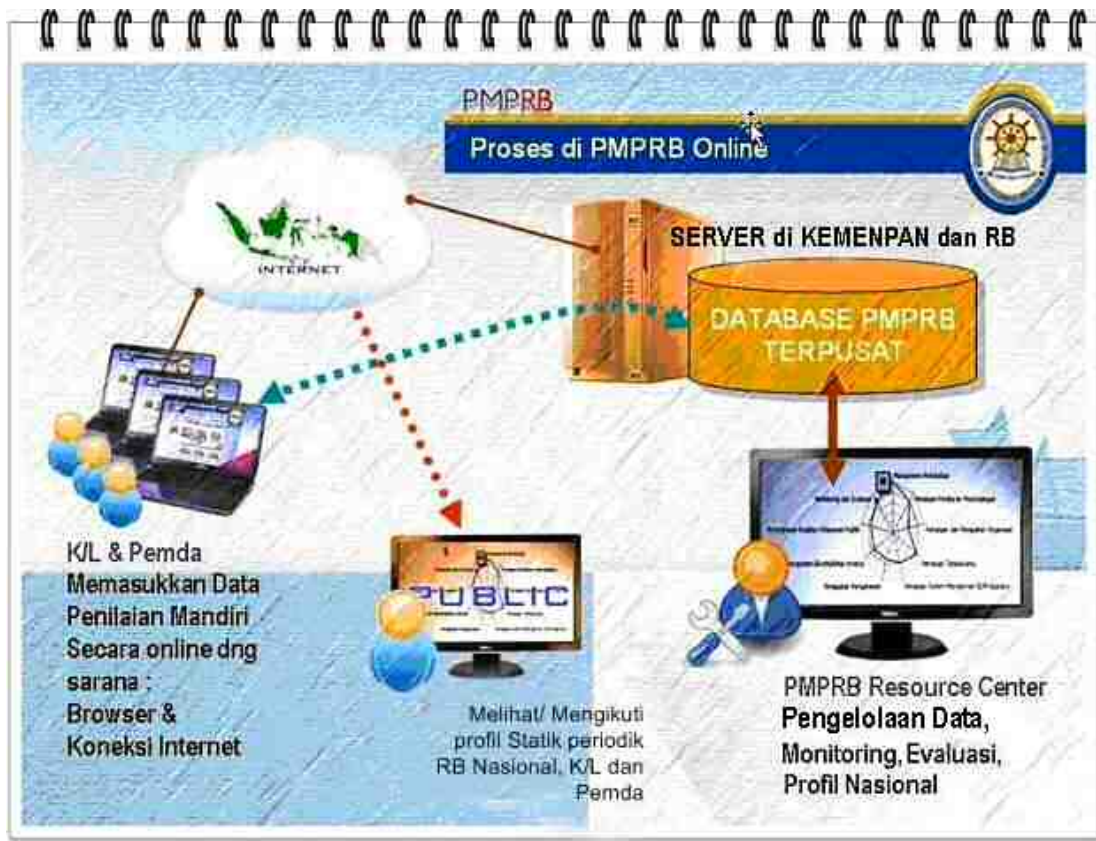 PMPRB
Proses di PMPRB Online
INTERNET
SERVER di KEMENPAN dan RB
DATABASE PMPRB
TERPUSAT
K/L & Pemda
Memasukkan Data
Penilaian Mandiri
Secara online dng
sarana :
Browser &
Koneksi Internet
PUBLIC
Melihat/ Mengikuti
profil Statik periodik
RB Nasional, K/L dan
Pemda
PMPRB Resource Center
Pengelolaan Data,
Monitoring, Evaluasi,
Profil Nasional